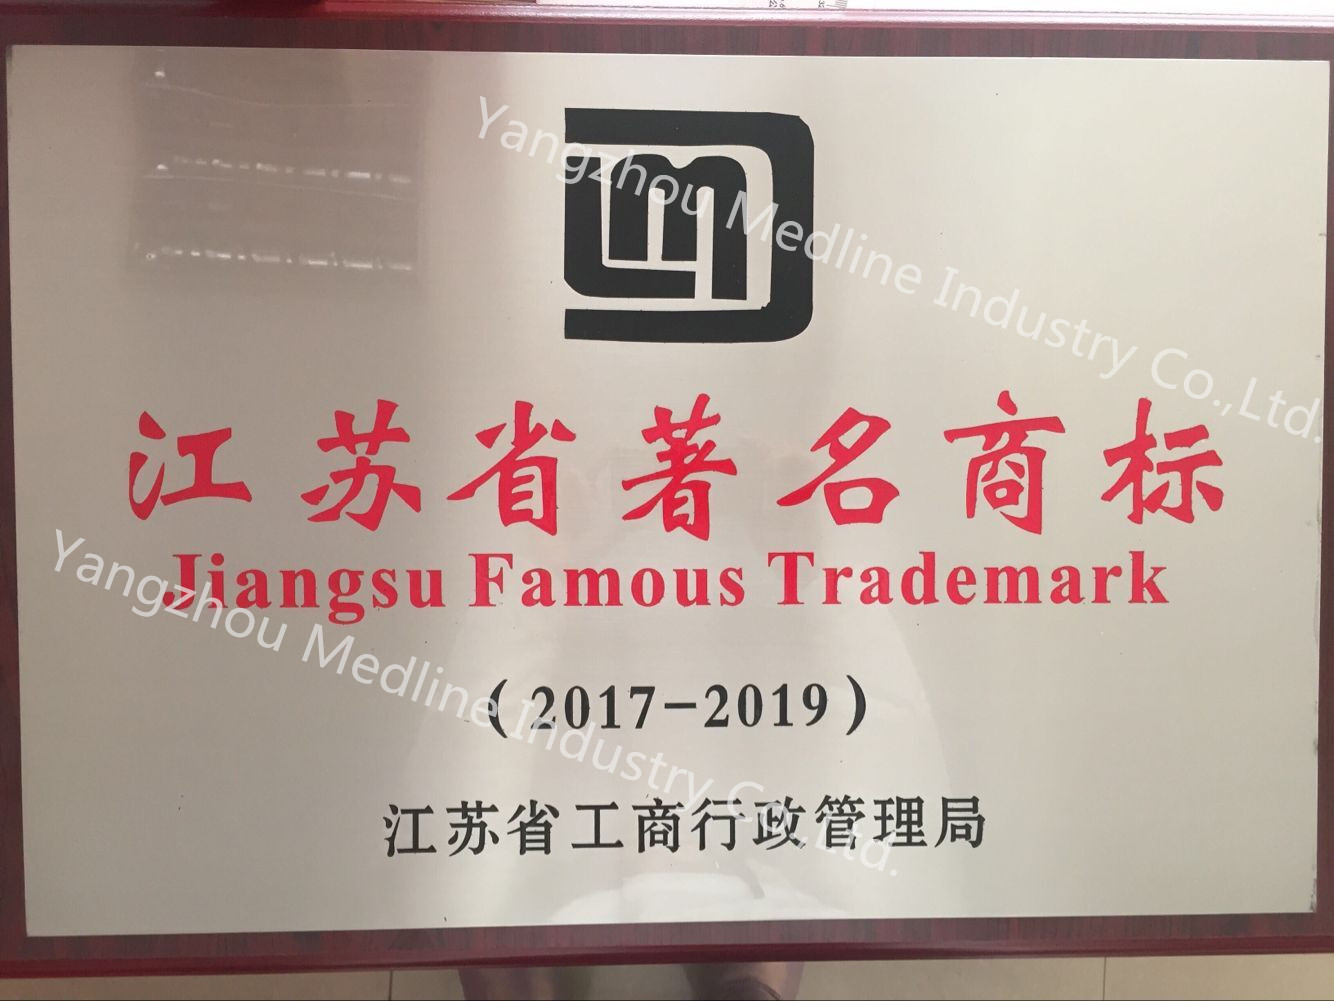 江苏省著名商标
Jiangsu Famous Trademark
(2017-2019)
江苏省工商行政管理局
Yangzhou Medline Industry Co.,Ltd.
Yangzhou Medline Industry Co.,Ltd.